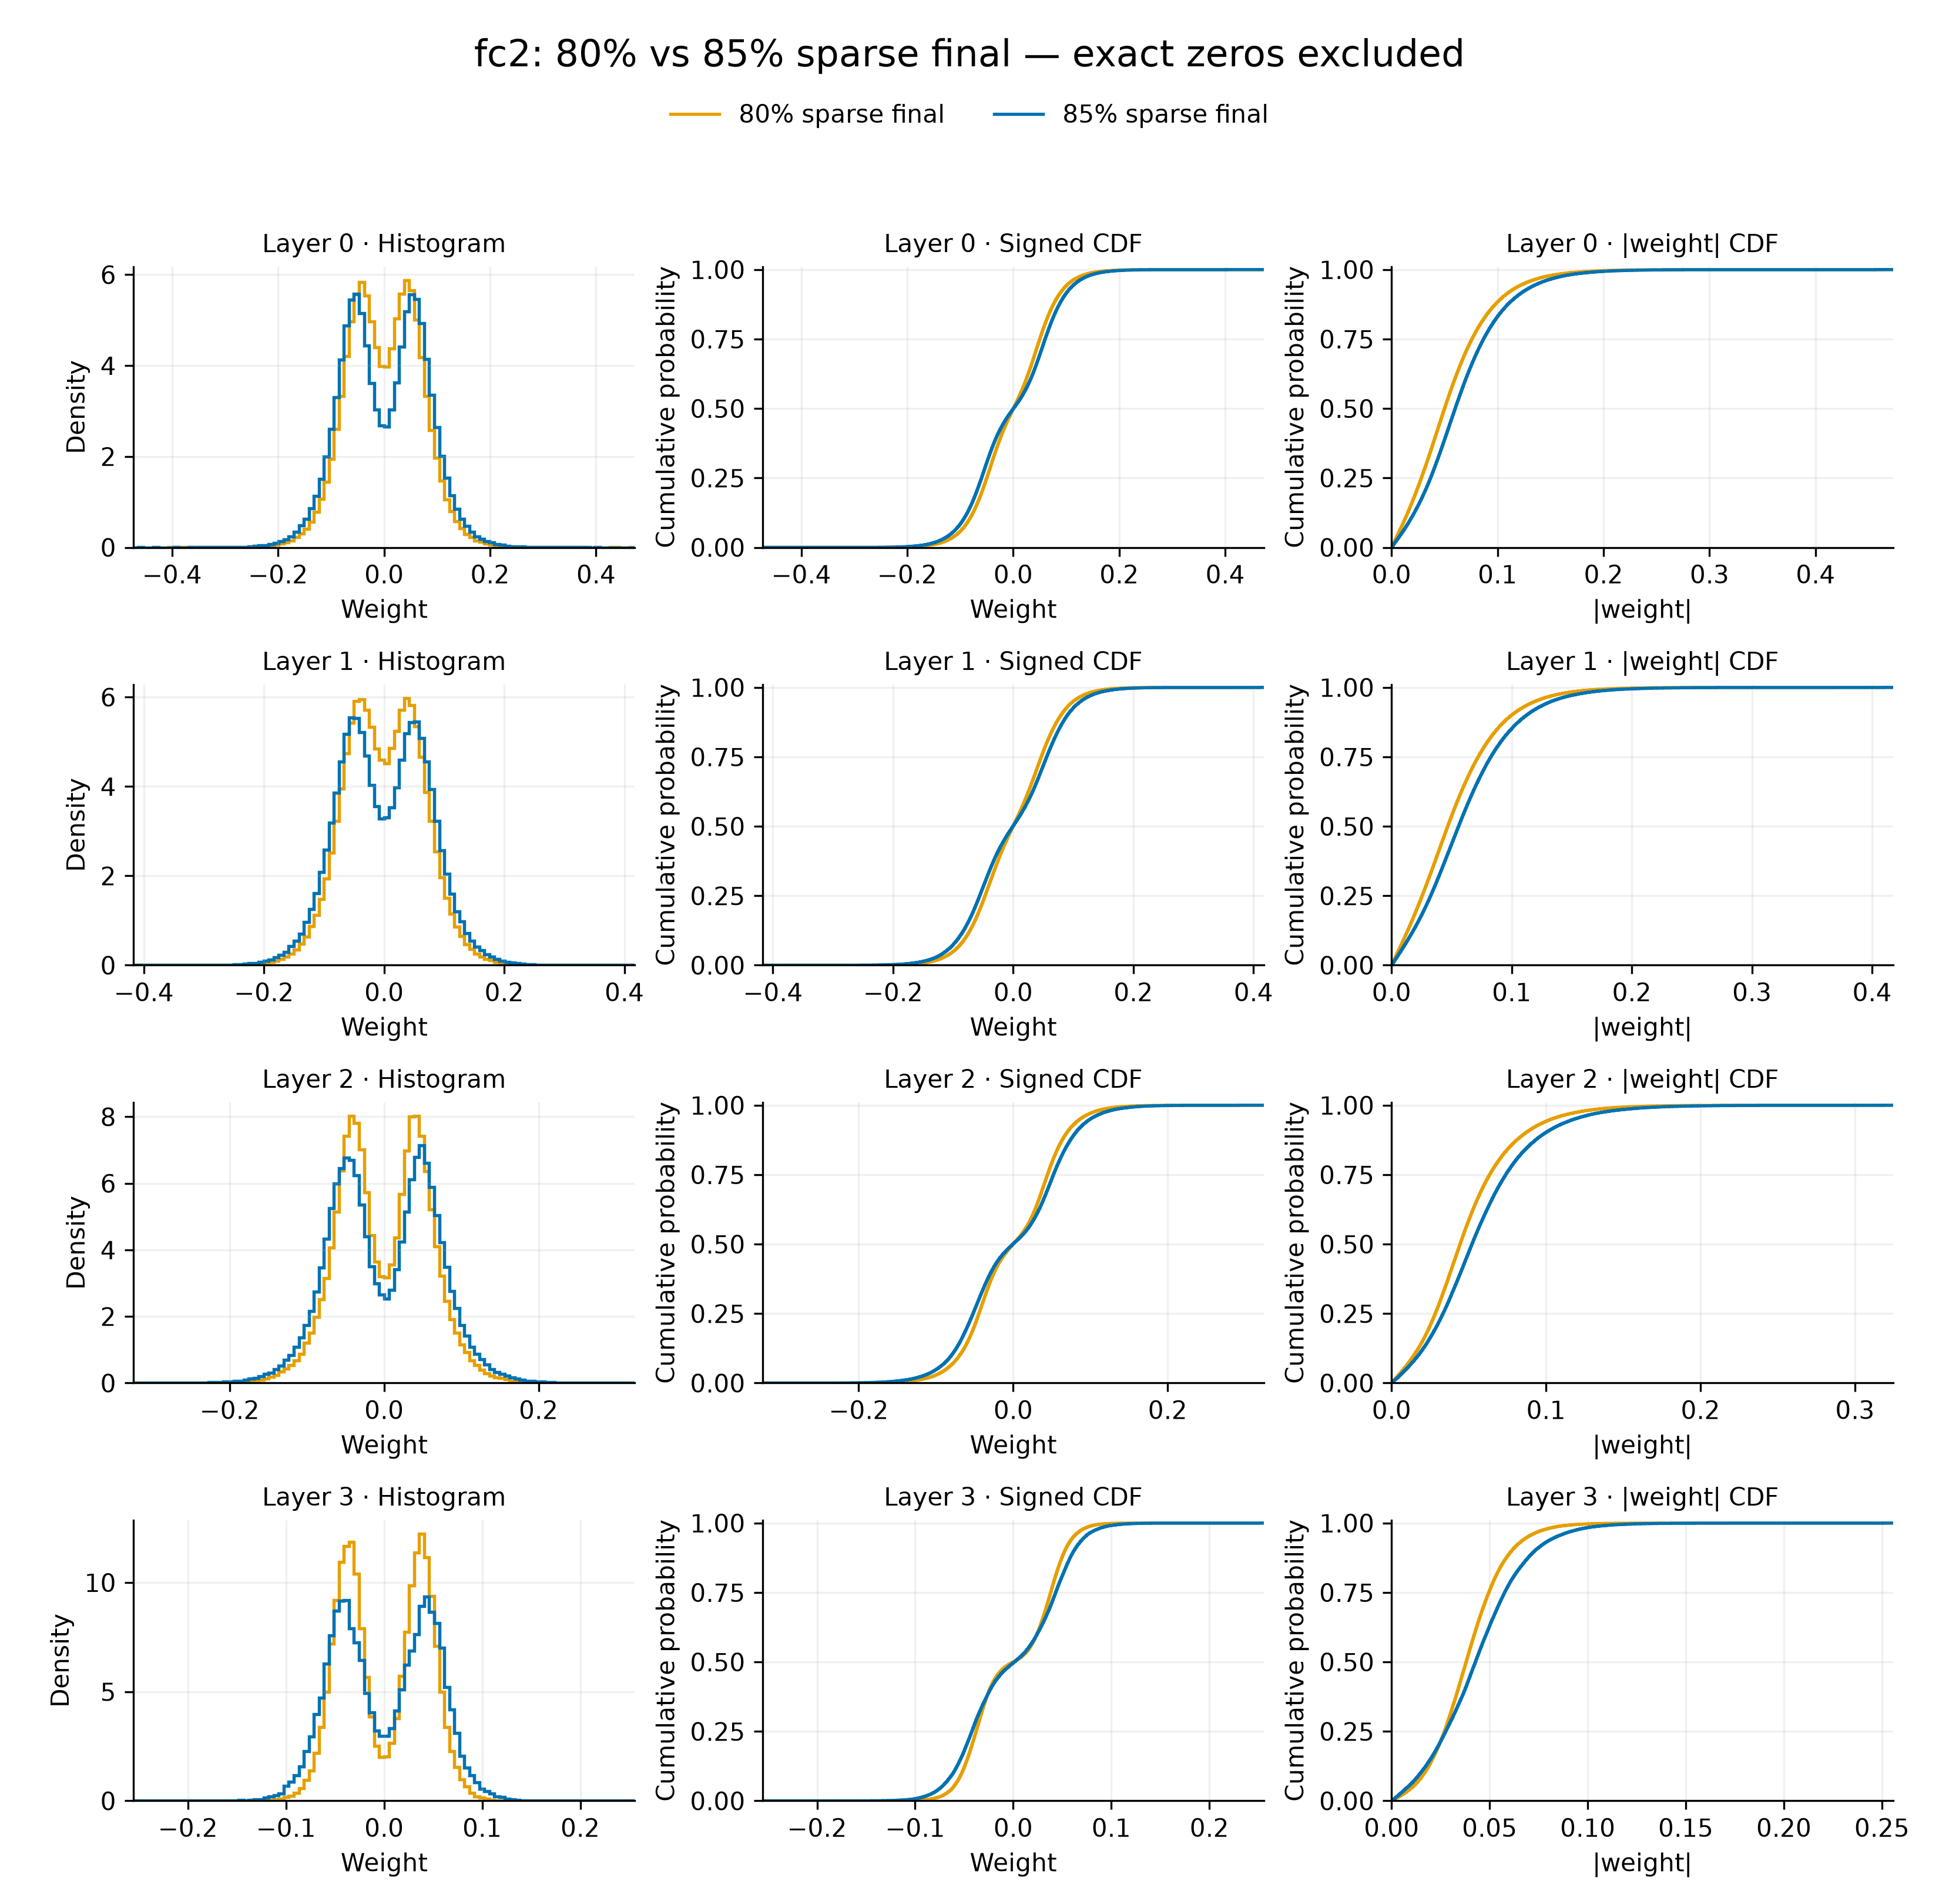 fc2: 80% vs 85% sparse final — exact zeros excluded
80% sparse final
85% sparse final
Layer 0 · Histogram
Density
6
4
2
0
−0.4 −0.2 0.0 0.2 0.4
Weight
Layer 0 · Signed CDF
Cumulative probability
1.00
0.75
0.50
0.25
0.00
−0.4 −0.2 0.0 0.2 0.4
Weight
Layer 0 · |weight| CDF
Cumulative probability
1.00
0.75
0.50
0.25
0.00
0.0 0.1 0.2 0.3 0.4
|weight|
Layer 1 · Histogram
Density
6
4
2
0
−0.4 −0.2 0.0 0.2 0.4
Weight
Layer 1 · Signed CDF
Cumulative probability
1.00
0.75
0.50
0.25
0.00
−0.4 −0.2 0.0 0.2 0.4
Weight
Layer 1 · |weight| CDF
Cumulative probability
1.00
0.75
0.50
0.25
0.00
0.0 0.1 0.2 0.3 0.4
|weight|
Layer 2 · Histogram
Density
8
6
4
2
0
−0.2 0.0 0.2
Weight
Layer 2 · Signed CDF
Cumulative probability
1.00
0.75
0.50
0.25
0.00
−0.2 0.0 0.2
Weight
Layer 2 · |weight| CDF
Cumulative probability
1.00
0.75
0.50
0.25
0.00
0.0 0.1 0.2 0.3
|weight|
Layer 3 · Histogram
Density
10
5
0
−0.2 −0.1 0.0 0.1 0.2
Weight
Layer 3 · Signed CDF
Cumulative probability
1.00
0.75
0.50
0.25
0.00
−0.2 −0.1 0.0 0.1 0.2
Weight
Layer 3 · |weight| CDF
Cumulative probability
1.00
0.75
0.50
0.25
0.00
0.00 0.05 0.10 0.15 0.20 0.25
|weight|